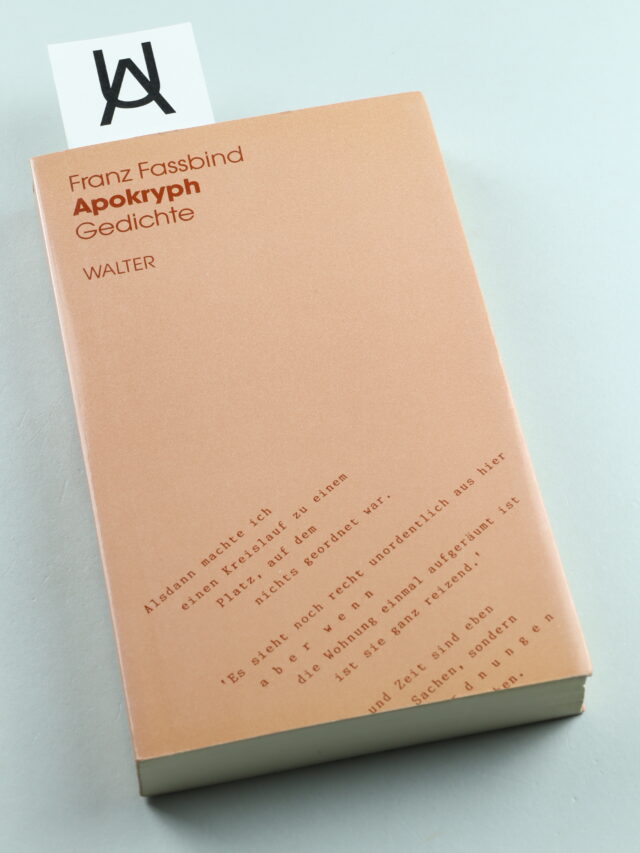 UA
Franz Fassbind
Apokryph
Gedichte
WALTER
Alsdann machte ich
einen Kreislauf zu einem
Platz, auf dem
nichts geordnet war.
'Es sieht noch recht unordentlich aus hier
a b e r w e n n
die Wohnung einmal aufgeräumt ist
ist sie ganz reizend.'
und Zeit sind eben
Sachen, sondern
d n u n g e n